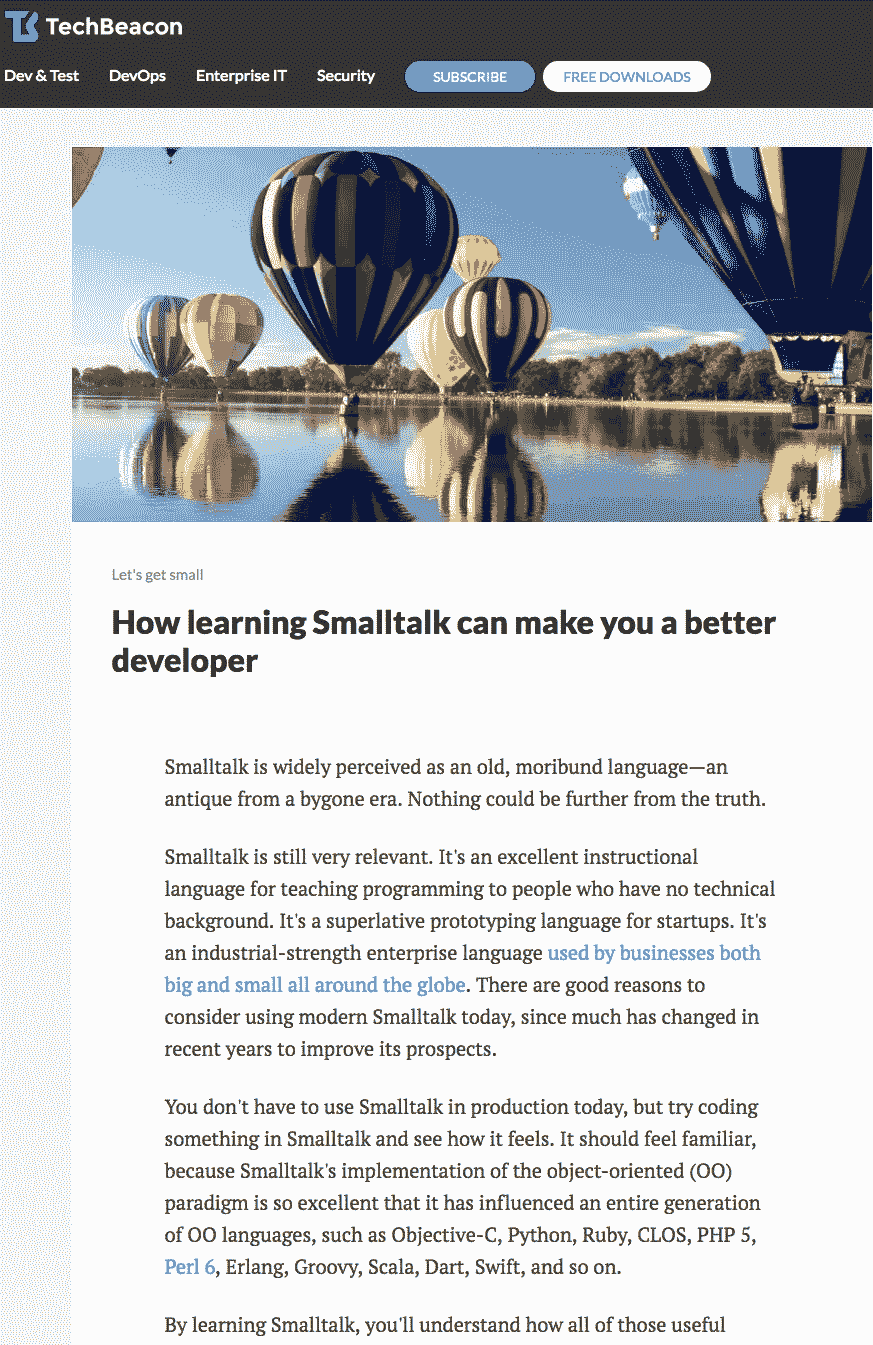 TechBeacon
Dev & Test DevOps Enterprise IT Security SUBSCRIBE FREE DOWNLOADS
Let's get small
How learning Smalltalk can make you a better
developer
Smalltalk is widely perceived as an old, moribund language—an
antique from a bygone era. Nothing could be further from the truth.
Smalltalk is still very relevant. It's an excellent instructional
language for teaching programming to people who have no technical
background. It's a superlative prototyping language for startups. It's
an industrial-strength enterprise language used by businesses both
big and small all around the globe. There are good reasons to
consider using modern Smalltalk today, since much has changed in
recent years to improve its prospects.
You don't have to use Smalltalk in production today, but try coding
something in Smalltalk and see how it feels. It should feel familiar,
because Smalltalk's implementation of the object-oriented (OO)
paradigm is so excellent that it has influenced an entire generation
of OO languages, such as Objective-C, Python, Ruby, CLOS, PHP 5,
Perl 6, Erlang, Groovy, Scala, Dart, Swift, and so on.
By learning Smalltalk, you'll understand how all of those useful